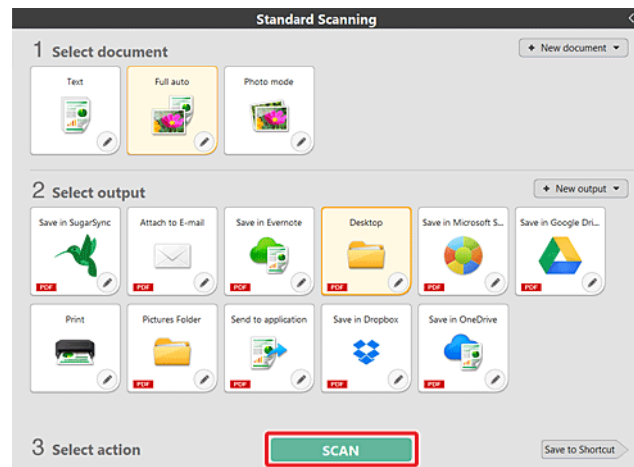 Standard Scanning
1 Select document
+ New document
Text
Full auto
Photo mode
2 Select output
+ New output
Save in SugarSync
Attach to E-mail
Save in Evernote
Desktop
Save in Microsoft S...
Save in Google Dri...
PDF
PDF
PDF
PDF
PDF
PDF
Print
Pictures Folder
Send to application
Save in Dropbox
Save in OneDrive
PDF
PDF
PDF
PDF
3 Select action
SCAN
Save to Shortcut